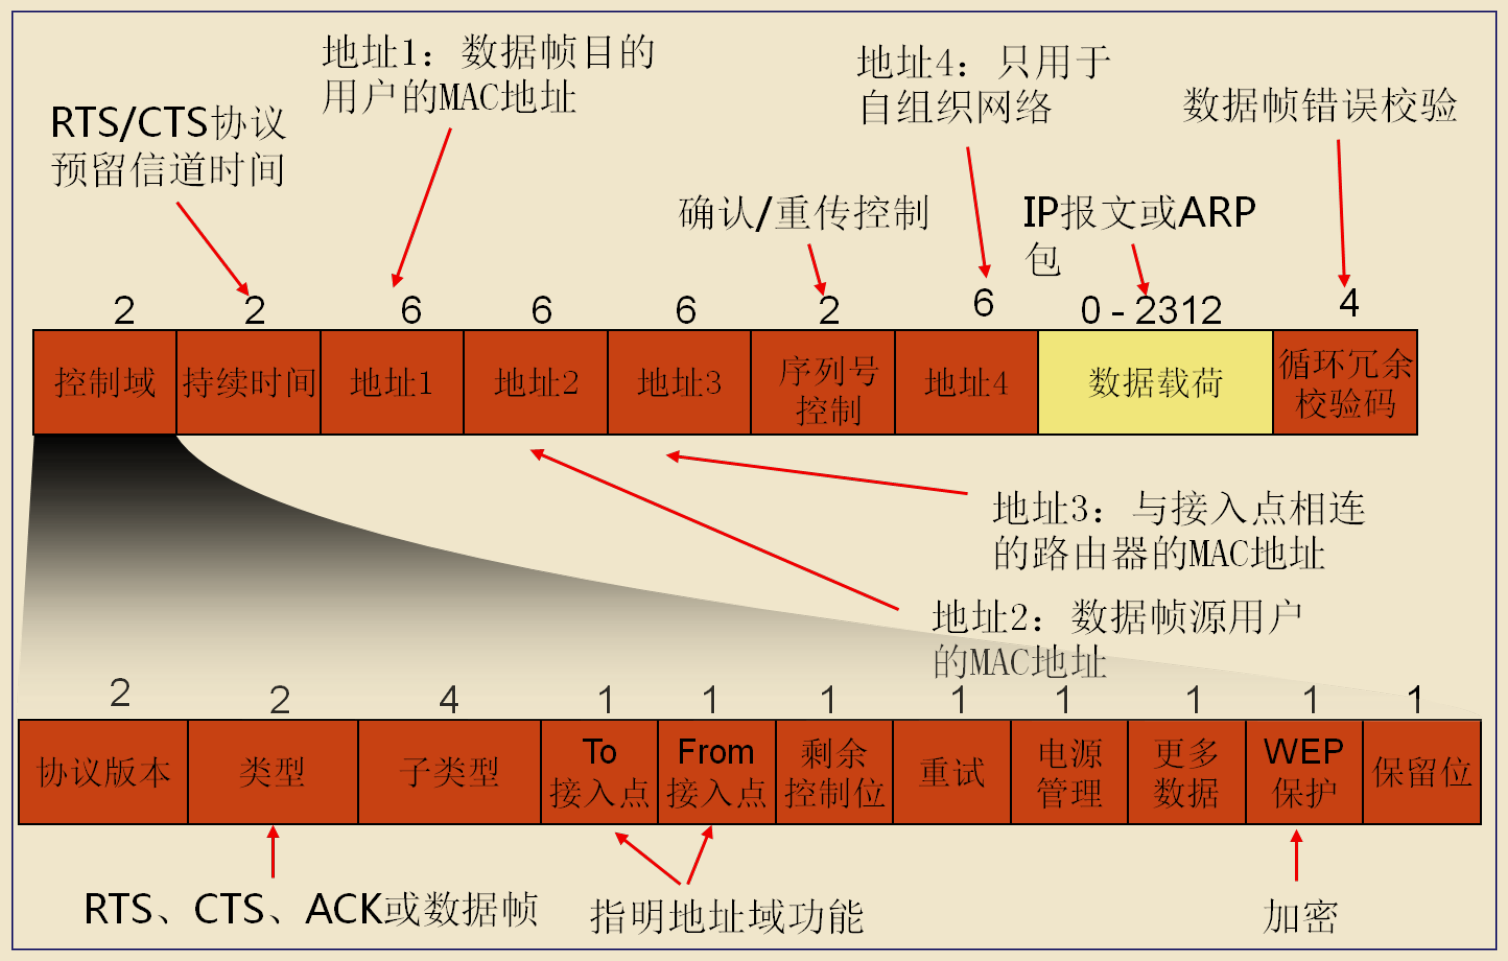 地址1：数据帧目的
用户的MAC地址
地址4：只用于
自组织网络
数据帧错误校验
RTS/CTS协议
预留信道时间
确认/重传控制
IP报文或ARP
包
2 2 6 6 6 2 6 0 - 2312 4
控制域 持续时间 地址1 地址2 地址3 序列号 地址4 数据载荷 循环冗余
控制 校验码
地址3：与接入点相连
的路由器的MAC地址
地址2：数据帧源用户
的MAC地址
2 2 4 1 1 1 1 1 1 1 1
协议版本 类型 子类型 To From 剩余 重试 电源 更多 WEP 保留位
接入点 接入点 控制位 管理 数据 保护
RTS、CTS、ACK或数据帧
指明地址域功能
加密